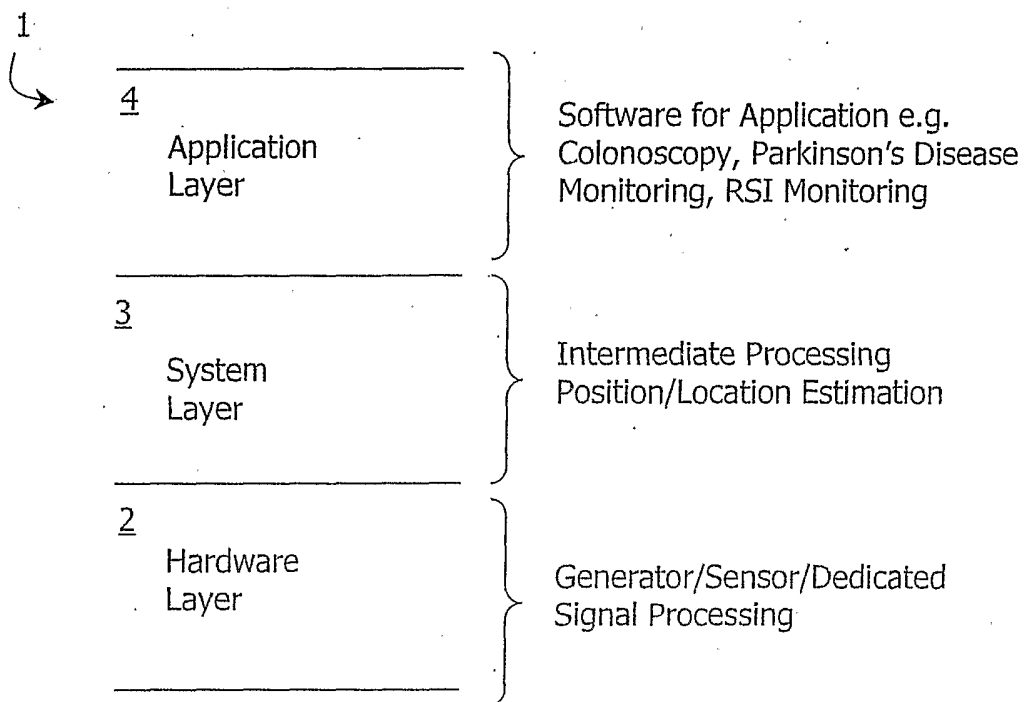 1
4
Application
Layer
Software for Application e.g.
Colonoscopy, Parkinson's Disease
Monitoring, RSI Monitoring
3
System
Layer
Intermediate Processing
Position/Location Estimation
2
Hardware
Layer
Generator/Sensor/Dedicated
Signal Processing